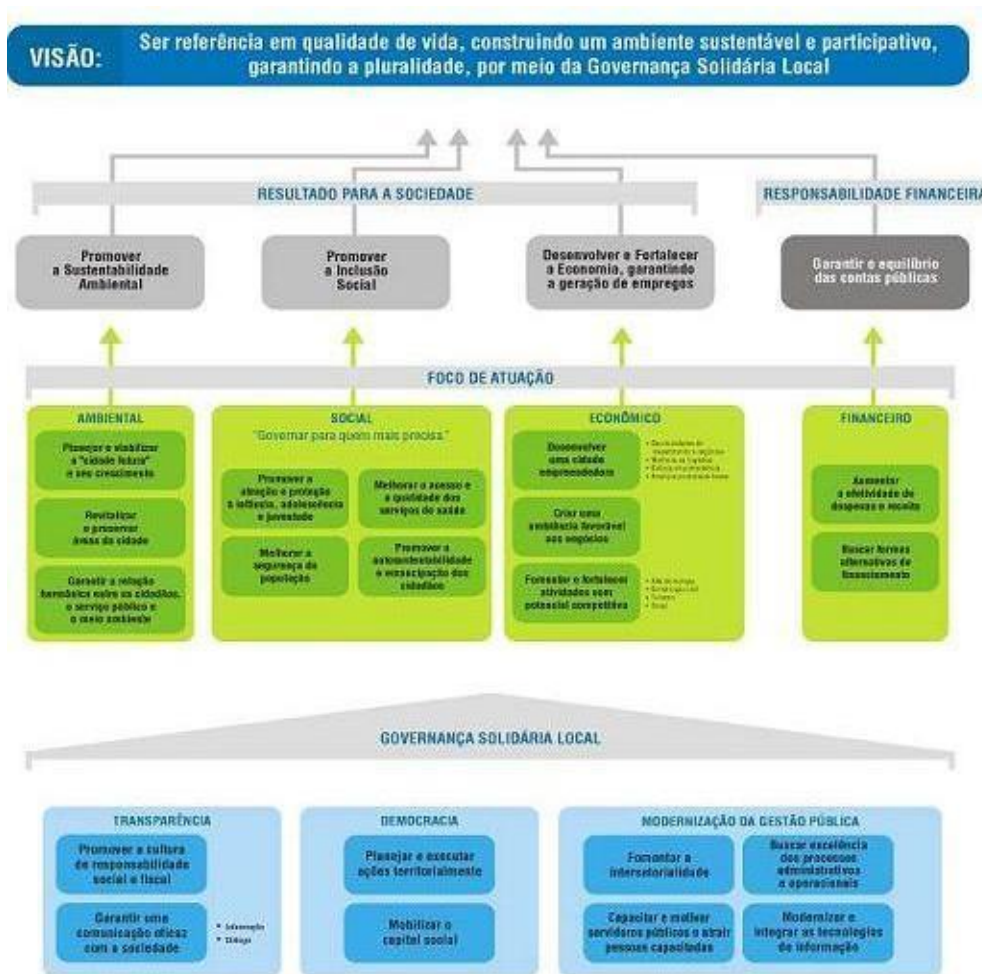 VISÃO:
Ser referência em qualidade de vida, construindo um ambiente sustentável e participativo,
garantindo a pluralidade, por meio da Governança Solidária Local
RESULTADO PARA A SOCIEDADE
RESPONSABILIDADE FINANCEIRA
Promover
a Sustentabilidade
Ambiental
Promover
a Inclusão
Social
Desenvolver e Fortalecer
a Economia, garantindo
a geração de empregos
Garantir o equilíbrio
das contas públicas
FOCO DE ATUAÇÃO
AMBIENTAL
Planejar e viabilizar
a "cidade futura"
e seu crescimento
Revitalizar
e preservar
áreas da cidade
Garantir a relação
harmônica entre os cidadãos,
o serviço público e
o meio ambiente
SOCIAL
"Governar para quem mais precisa."
Promover a
atenção e proteção
à infância, adolescência
e juventude
Melhorar o acesso e
a qualidade dos
serviços de saúde
Melhorar a
segurança da
população
Promover a
autossustentabilidade
e emancipação dos
cidadãos
ECONÔMICO
Desenvolver
uma cidade
empreendedora
Criar uma
ambiência favorável
aos negócios
Fomentar e fortalecer
atividades com
potencial competitivo
• Turismo
FINANCEIRO
Aumentar
a efetividade de
despesa e receita
Buscar formas
alternativas de
financiamento
GOVERNANÇA SOLIDÁRIA LOCAL
TRANSPARÊNCIA
Promover a cultura
de responsabilidade
social e fiscal
Garantir uma
comunicação eficaz
com a sociedade
• Informação
• Diálogo
DEMOCRACIA
Planejar e executar
ações territorialmente
Mobilizar o
capital social
MODERNIZAÇÃO DA GESTÃO PÚBLICA
Fomentar a
intersetorialidade
Buscar excelência
dos processos
administrativos
e operacionais
Capacitar e motivar
servidores públicos e atrair
pessoas capacitadas
Modernizar e
integrar as tecnologias
de informação